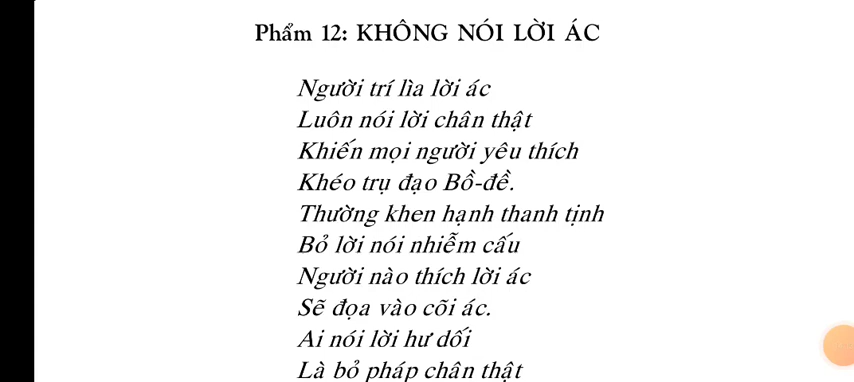 Phẩm 12: KHÔNG NÓI LỜI ÁC
Người trí lìa lời ác
Luôn nói lời chân thật
Khiến mọi người yêu thích
Khéo trụ đạo Bồ-đề.
Thường khen hạnh thanh tịnh
Bỏ lời nói nhiễm cấu
Người nào thích lời ác
Sẽ đọa vào cõi ác.
Ai nói lời hư dối
Là bỏ pháp chân thật